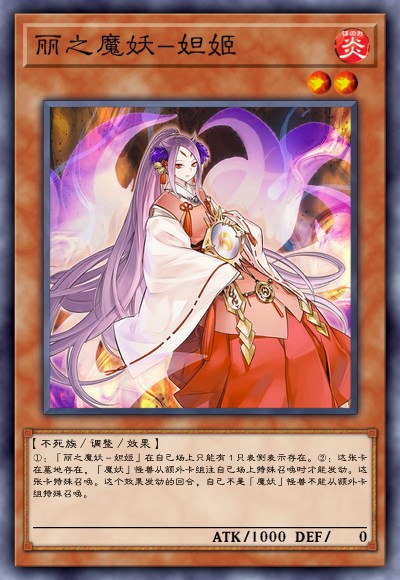 丽之魔妖-妲姬
ほのお
炎
【不死族／调整／效果】
①：「丽之魔妖-妲姬」在自己场上只能有1只表侧表示存在。②：这张卡
在墓地存在，「魔妖」怪兽从额外卡组往自己场上特殊召唤时才能发动。这
张卡特殊召唤。这个效果发动的回合，自己不是「魔妖」怪兽不能从额外卡
组特殊召唤。
ATK/1000 DEF/ 0